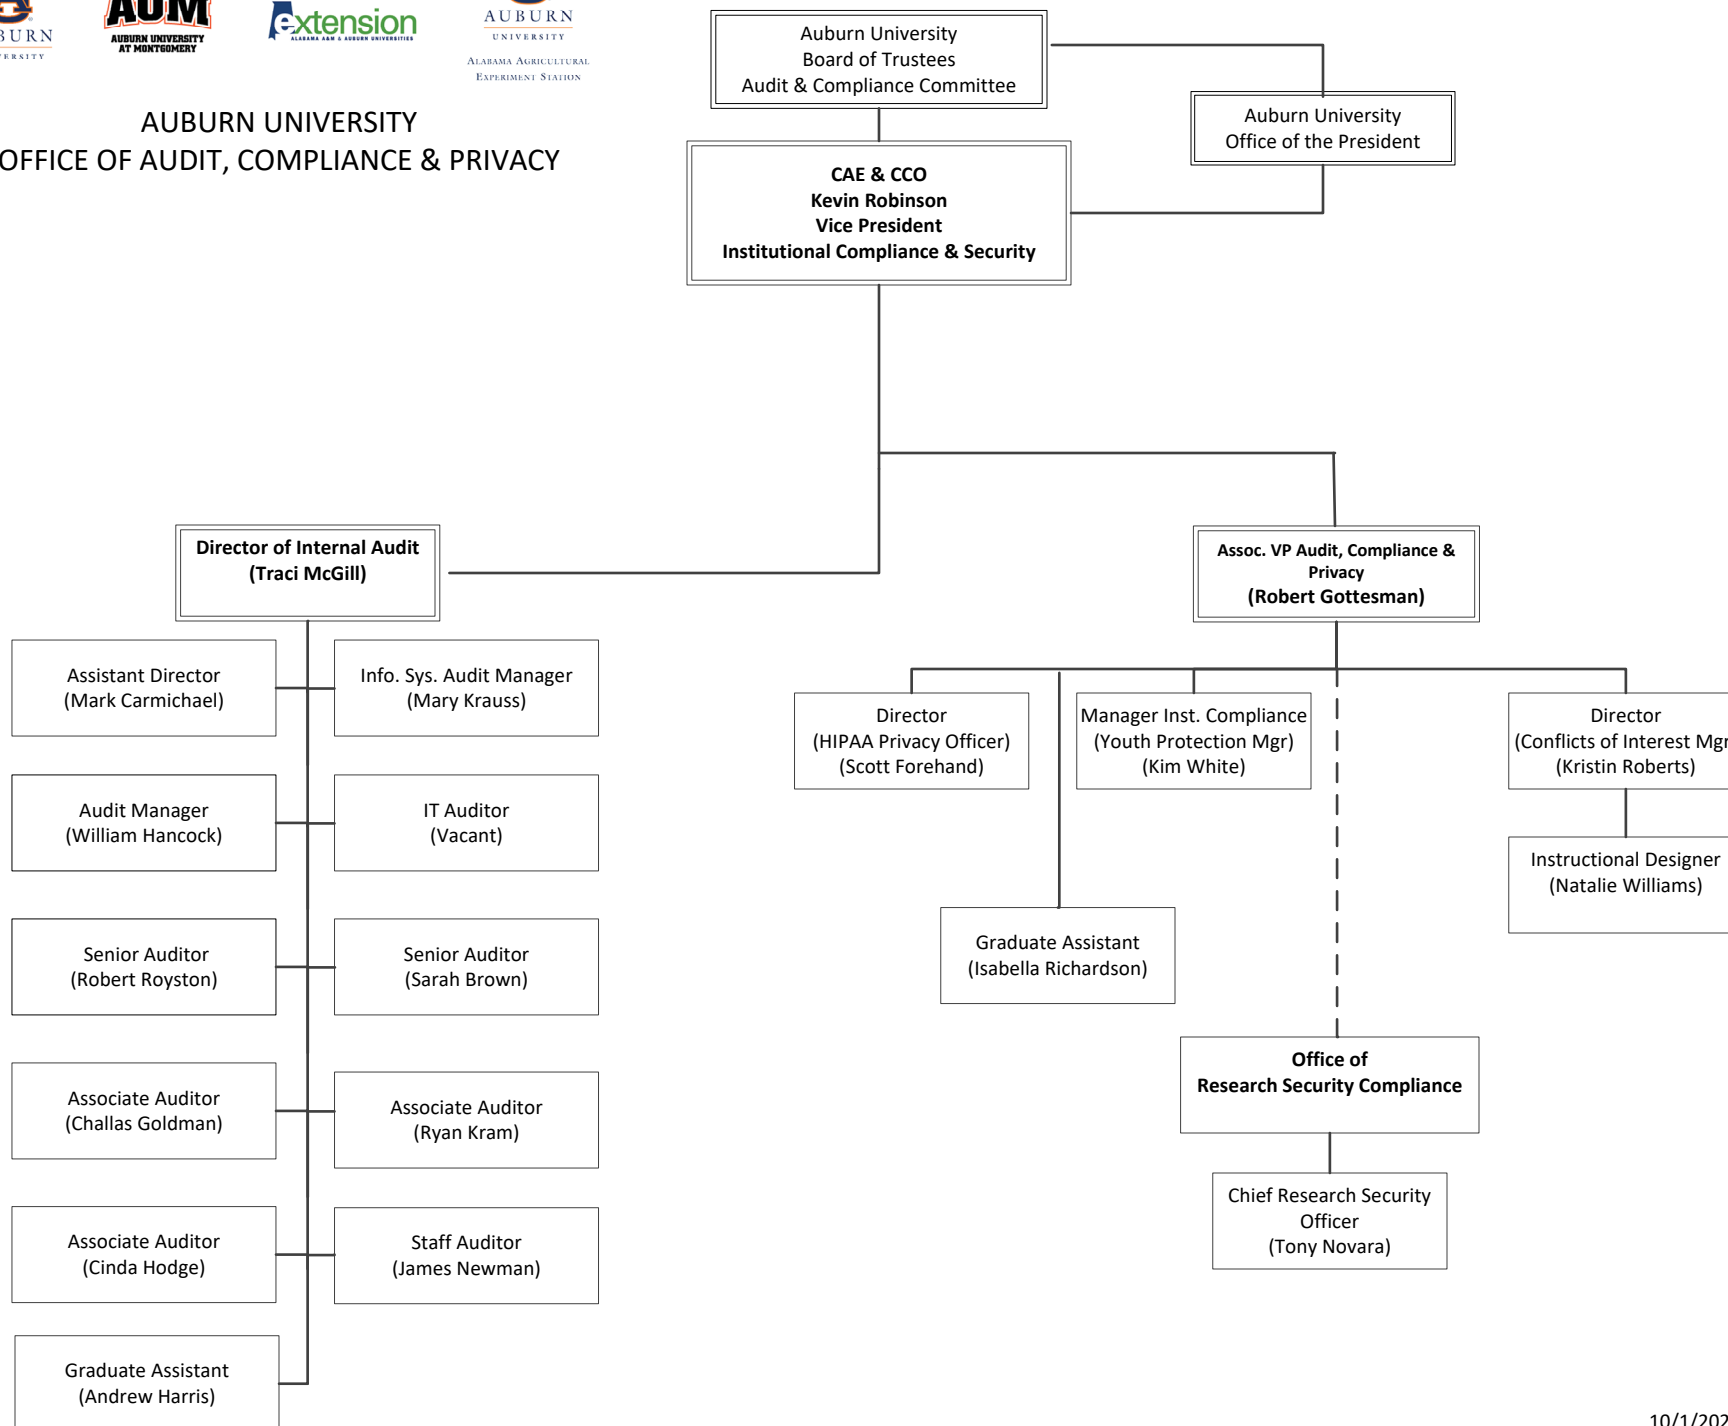 AUM
AUBURN UNIVERSITY
AT MONTGOMERY
extension
ALABAMA A&M & AUBURN UNIVERSITIES
AUBURN
UNIVERSITY
ALABAMA AGRICULTURAL
EXPERIMENT STATION
AUBURN UNIVERSITY
OFFICE OF AUDIT, COMPLIANCE & PRIVACY
Auburn University
Board of Trustees
Audit & Compliance Committee
Auburn University
Office of the President
CAE & CCO
Kevin Robinson
Vice President
Institutional Compliance & Security
Director of Internal Audit
(Traci McGill)
Assoc. VP Audit, Compliance &
Privacy
(Robert Gottesman)
Assistant Director
(Mark Carmichael)
Info. Sys. Audit Manager
(Mary Krauss)
Audit Manager
(William Hancock)
IT Auditor
(Vacant)
Senior Auditor
(Robert Royston)
Senior Auditor
(Sarah Brown)
Associate Auditor
(Challas Goldman)
Associate Auditor
(Ryan Kram)
Associate Auditor
(Cinda Hodge)
Staff Auditor
(James Newman)
Graduate Assistant
(Andrew Harris)
Director
(HIPAA Privacy Officer)
(Scott Forehand)
Manager Inst. Compliance
(Youth Protection Mgr)
(Kim White)
Director
(Conflicts of Interest Mgr
(Kristin Roberts)
Instructional Designer
(Natalie Williams)
Graduate Assistant
(Isabella Richardson)
Office of
Research Security Compliance
Chief Research Security
Officer
(Tony Novara)
10/1/202